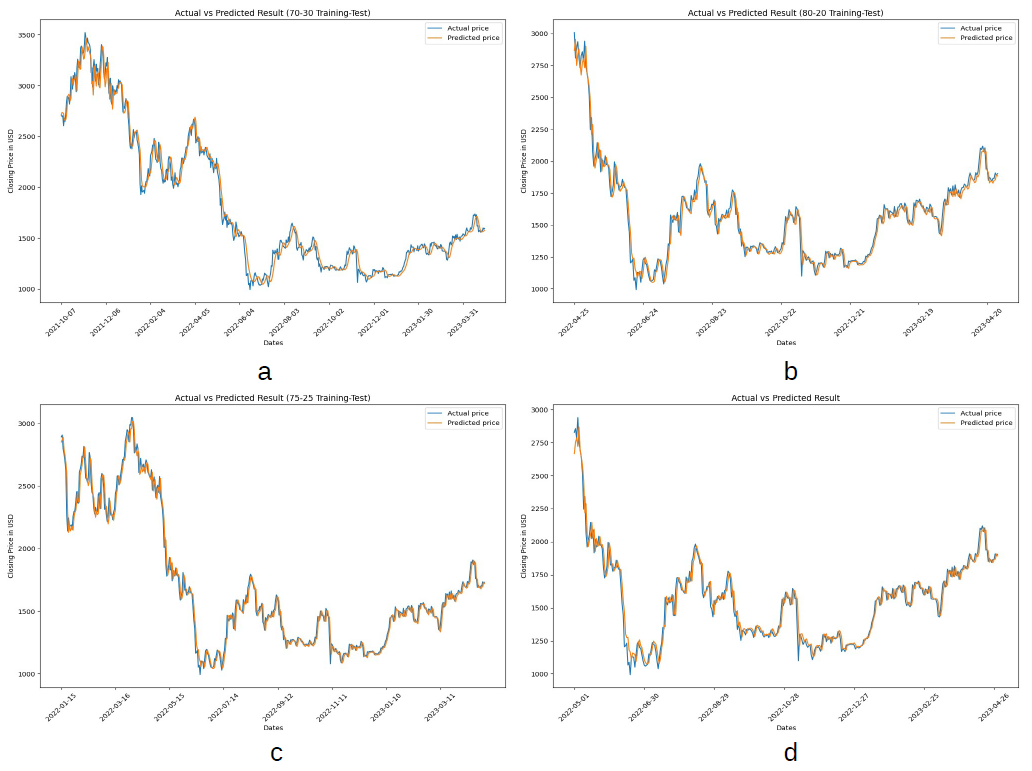 Actual vs Predicted Result (70-30 Training-Test)
Actual price
Predicted price
Closing Price in USD
3500
3000
2500
2000
1500
1000
2021-10-07
2021-12-06
2022-02-04
2022-04-05
2022-06-04
2022-08-03
2022-10-02
2022-12-01
2023-01-30
2023-03-31
Dates
a
Actual vs Predicted Result (80-20 Training-Test)
Actual price
Predicted price
Closing Price in USD
3000
2750
2500
2250
2000
1750
1500
1250
1000
2022-04-25
2022-06-24
2022-08-23
2022-10-22
2022-12-21
2023-02-19
2023-04-20
Dates
b
Actual vs Predicted Result (75-25 Training-Test)
Actual price
Predicted price
Closing Price in USD
3000
2500
2000
1500
1000
2022-01-15
2022-03-16
2022-05-15
2022-07-14
2022-09-12
2022-11-11
2023-01-10
2023-03-11
Dates
c
Actual vs Predicted Result
Actual price
Predicted price
Closing Price in USD
3000
2750
2500
2250
2000
1750
1500
1250
1000
2022-05-01
2022-06-30
2022-08-29
2022-10-28
2022-12-27
2023-02-25
2023-04-26
Dates
d